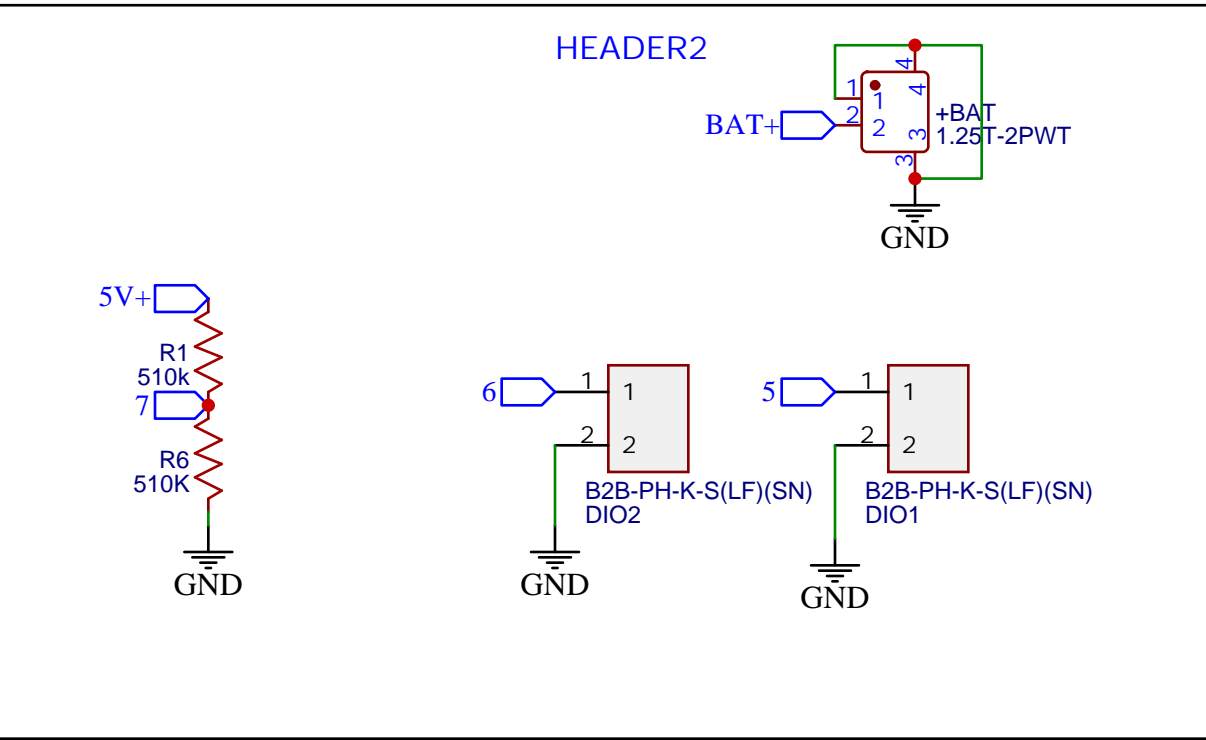 HEADER2
4
4
1
1
BAT+
2
2
3
3
+BAT
1.25T-2PWT
GND
5V+
R1
510k
7
R6
510K
GND
6
1
1
2
2
B2B-PH-K-S(LF)(SN)
DIO2
GND
5
1
1
2
2
B2B-PH-K-S(LF)(SN)
DIO1
GND